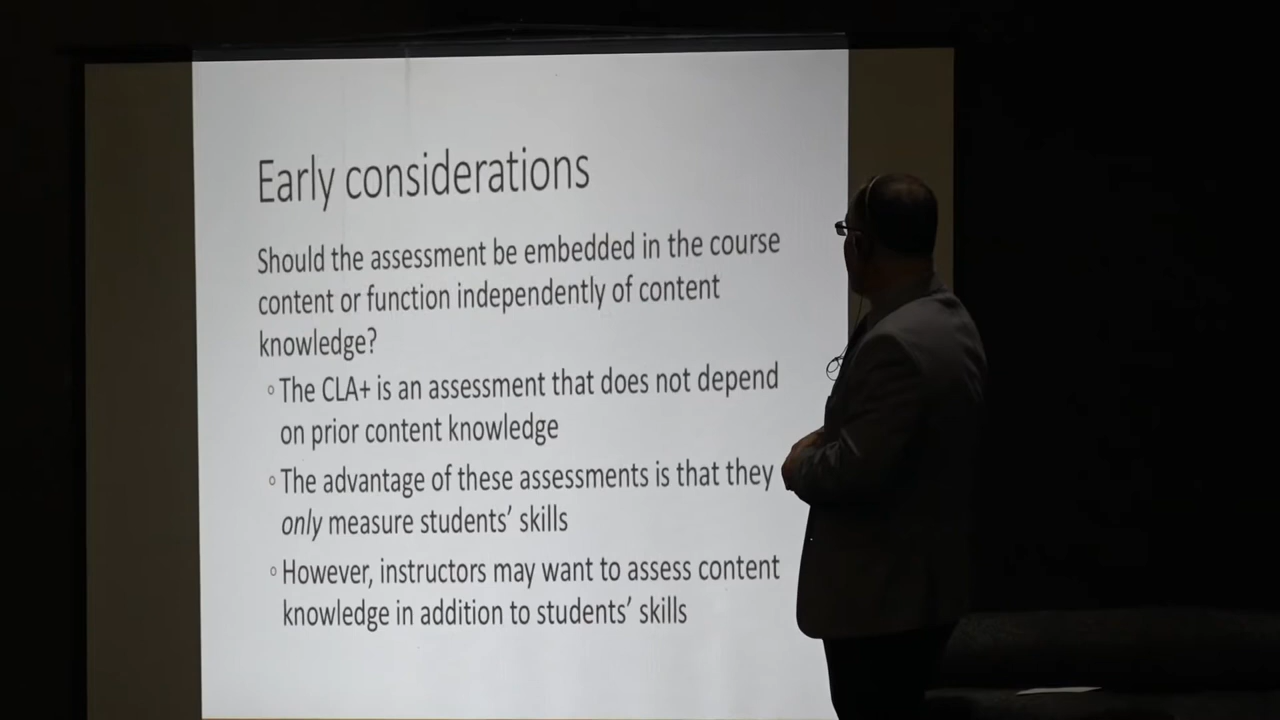 Early considerations
Should the assessment be embedded in the course
content or function independently of content
knowledge?
◦ The CLA+ is an assessment that does not depend
on prior content knowledge
◦ The advantage of these assessments is that they
only measure students’ skills
◦ However, instructors may want to assess content
knowledge in addition to students’ skills